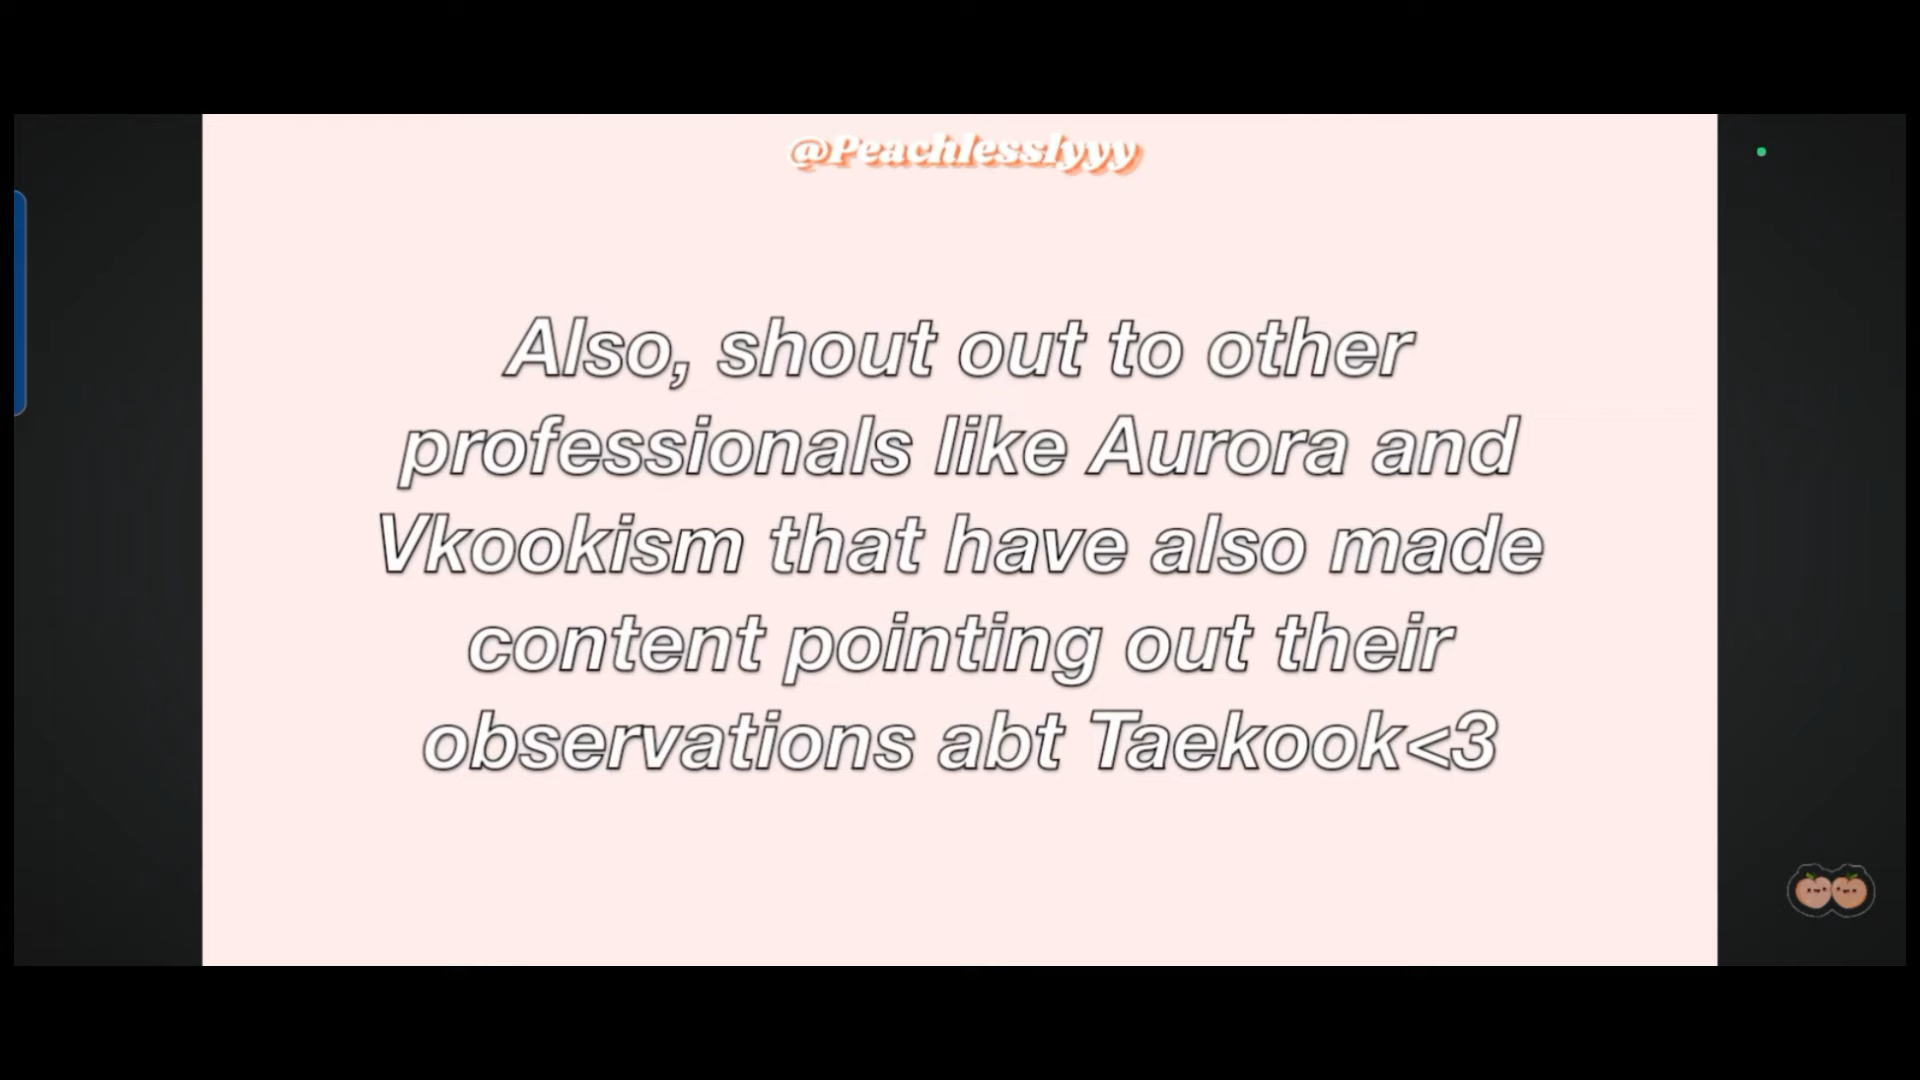 @Peachlesslyyy
Also, shout out to other
professionals like Aurora and
Vkookism that have also made
content pointing out their
observations abt Taekook<3